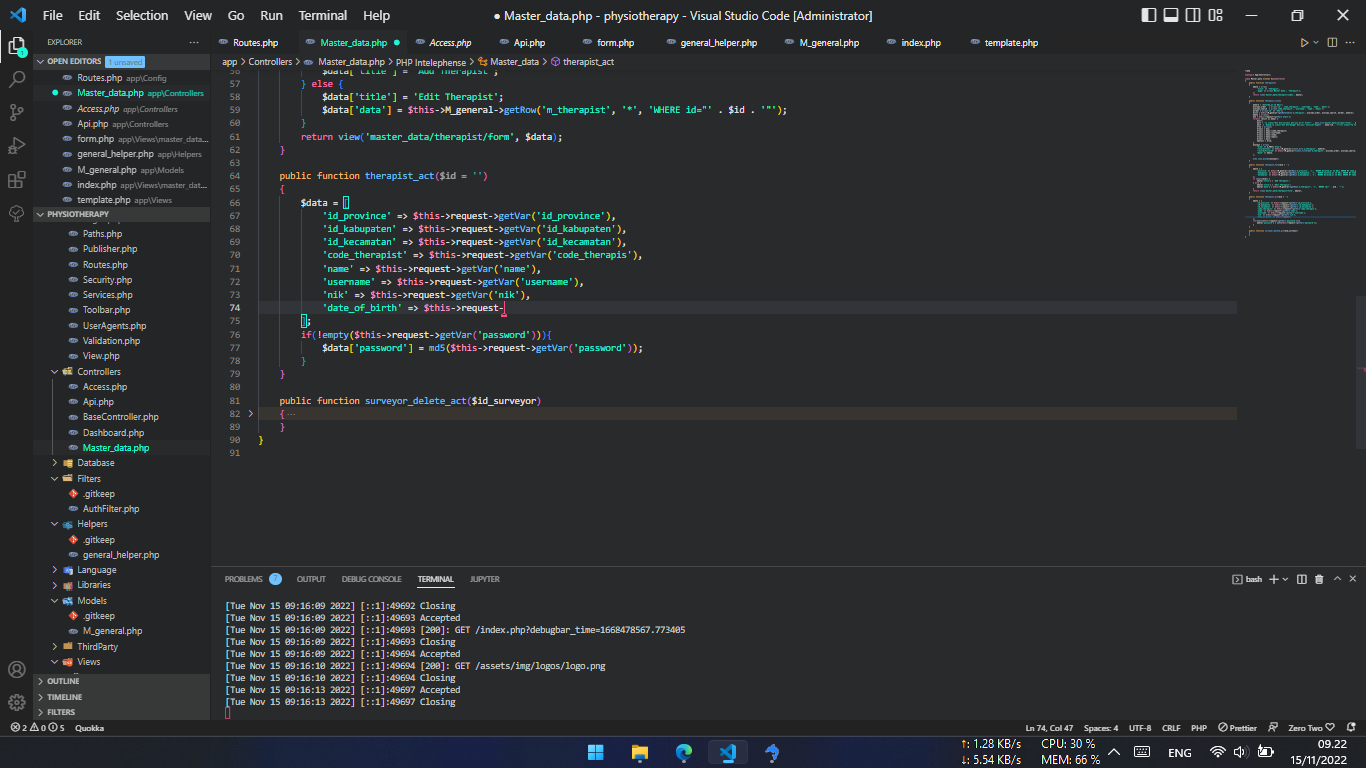 File Edit Selection View Go Run Terminal Help
● Master_data.php - physiotherapy - Visual Studio Code [Administrator]
EXPLORER
Routes.php Master_data.php Access.php Api.php form.php general_helper.php M_general.php index.php template.php
OPEN EDITORS 1 unsaved
app > Controllers > Master_data.php > PHP Intelephense > Master_data > therapist_act
Routes.php app\Config
Master_data.php app\Controllers
Access.php app\Controllers
Api.php app\Controllers
form.php app\Views\master_data...
general_helper.php app\Helpers
M_general.php app\Models
index.php app\Views\master_dat...
template.php app\Views
PHYSIOTHERAPY
Paths.php
Publisher.php
Routes.php
Security.php
Services.php
Toolbar.php
UserAgents.php
Validation.php
View.php
Controllers
Access.php
Api.php
BaseController.php
Dashboard.php
Master_data.php
Database
Filters
.gitkeep
AuthFilter.php
Helpers
.gitkeep
general_helper.php
Language
Libraries
Models
.gitkeep
M_general.php
ThirdParty
Views
OUTLINE
TIMELINE
FILTERS
56 $data['title'] = 'Add Therapist';
57 } else {
58 $data['title'] = 'Edit Therapist';
59 $data['data'] = $this->M_general->getRow('m_therapist', '*', 'WHERE id="' . $id . '"');
60 }
61 return view('master_data/therapist/form', $data);
62 }
63
64 public function therapist_act($id = '')
65 {
66 $data = [
67 'id_province' => $this->request->getVar('id_province'),
68 'id_kabupaten' => $this->request->getVar('id_kabupaten'),
69 'id_kecamatan' => $this->request->getVar('id_kecamatan'),
70 'code_therapist' => $this->request->getVar('code_therapis'),
71 'name' => $this->request->getVar('name'),
72 'username' => $this->request->getVar('username'),
73 'nik' => $this->request->getVar('nik'),
74 'date_of_birth' => $this->request-
75 ];
76 if(!empty($this->request->getVar('password'))){
77 $data['password'] = md5($this->request->getVar('password'));
78 }
79 }
80
81 public function surveyor_delete_act($id_surveyor)
82 { ...
89 }
90 }
91
PROBLEMS 7 OUTPUT DEBUG CONSOLE TERMINAL JUPYTER
bash
[Tue Nov 15 09:16:09 2022] [::1]:49692 Closing
[Tue Nov 15 09:16:09 2022] [::1]:49693 Accepted
[Tue Nov 15 09:16:09 2022] [::1]:49693 [200]: GET /index.php?debugbar_time=1668478567.773405
[Tue Nov 15 09:16:09 2022] [::1]:49693 Closing
[Tue Nov 15 09:16:09 2022] [::1]:49694 Accepted
[Tue Nov 15 09:16:10 2022] [::1]:49694 [200]: GET /assets/img/logos/logo.png
[Tue Nov 15 09:16:10 2022] [::1]:49694 Closing
[Tue Nov 15 09:16:13 2022] [::1]:49697 Accepted
[Tue Nov 15 09:16:13 2022] [::1]:49697 Closing
2 0 5 Quokka
Ln 74, Col 47 Spaces: 4 UTF-8 CRLF PHP Prettier Zero Two
↑: 1.28 KB/s CPU: 30 %
↓: 5.54 KB/s MEM: 66 %
ENG
09.22
15/11/2022